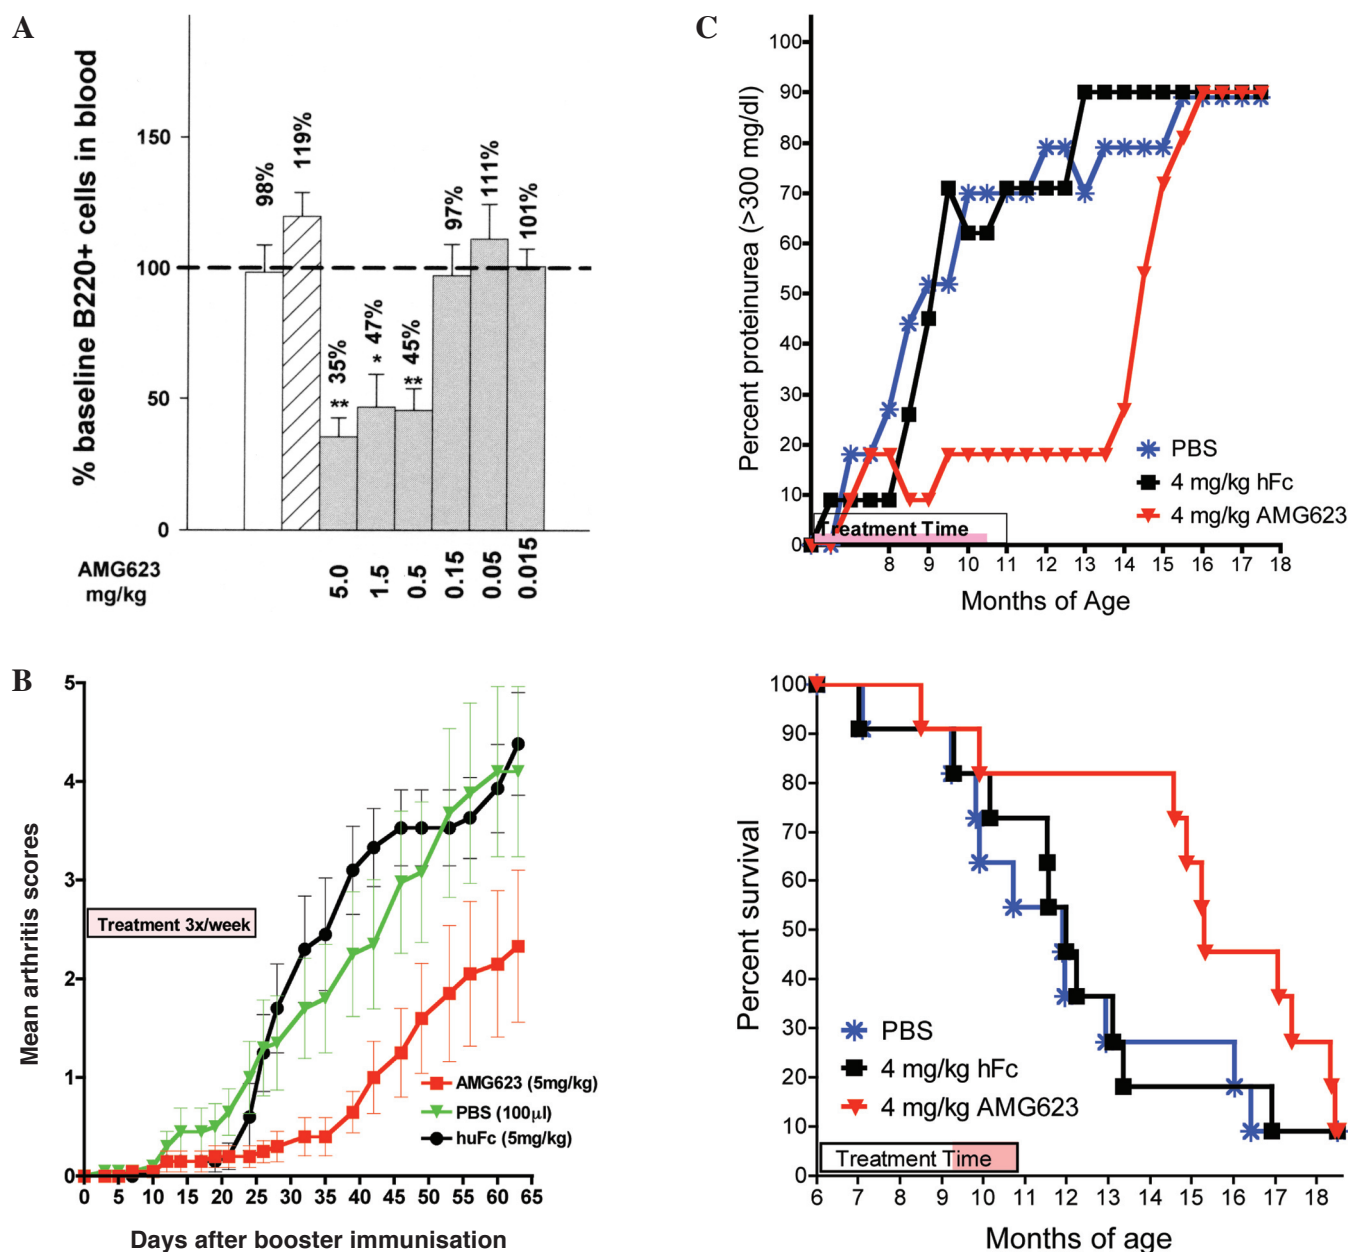 A
% baseline B220+ cells in blood
150
100
50
0
98%
119%
35%
**
47%
*
45%
**
97%
111%
101%
AMG623
mg/kg
5.0
1.5
0.5
0.15
0.05
0.015
B
Mean arthritis scores
5
4
3
2
1
0
Treatment 3x/week
AMG623 (5mg/kg)
PBS (100µl)
huFc (5mg/kg)
0 5 10 15 20 25 30 35 40 45 50 55 60 65
Days after booster immunisation
C
Percent proteinurea (>300 mg/dl)
100
90
80
70
60
50
40
30
20
10
0
PBS
4 mg/kg hFc
4 mg/kg AMG623
Treatment Time
8 9 10 11 12 13 14 15 16 17 18
Months of Age
Percent survival
100
90
80
70
60
50
40
30
20
10
0
PBS
4 mg/kg hFc
4 mg/kg AMG623
Treatment Time
6 7 8 9 10 11 12 13 14 15 16 17 18
Months of age